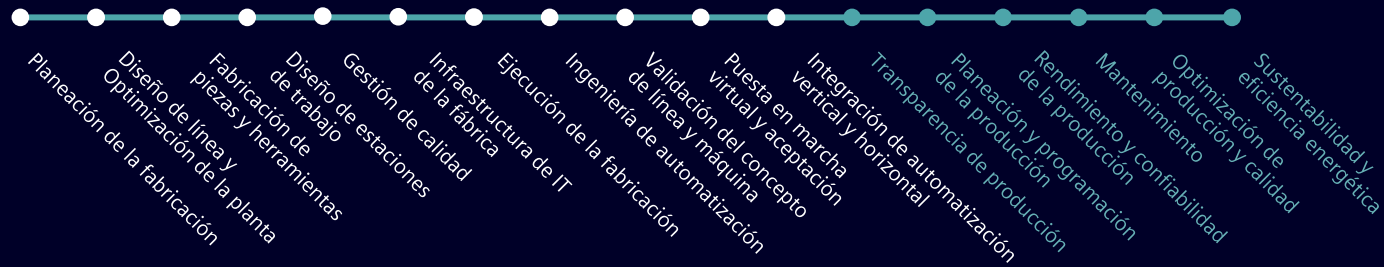 Planeación de la fabricación
Diseño de línea y
Optimización de la planta
Fabricación de
piezas y herramientas
Diseño de estaciones
de trabajo
Gestión de calidad
Infraestructura de IT
de la fábrica
Ejecución de la fabricación
Ingeniería de automatización
Validación del concepto
de línea y máquina
Puesta en marcha
virtual y aceptación
Integración de automatización
vertical y horizontal
Transparencia de producción
Planeación y programación
de la producción
Rendimiento y confiabilidad
de la producción
Mantenimiento
Optimización de
producción y calidad
Sustentabilidad y
eficiencia energética